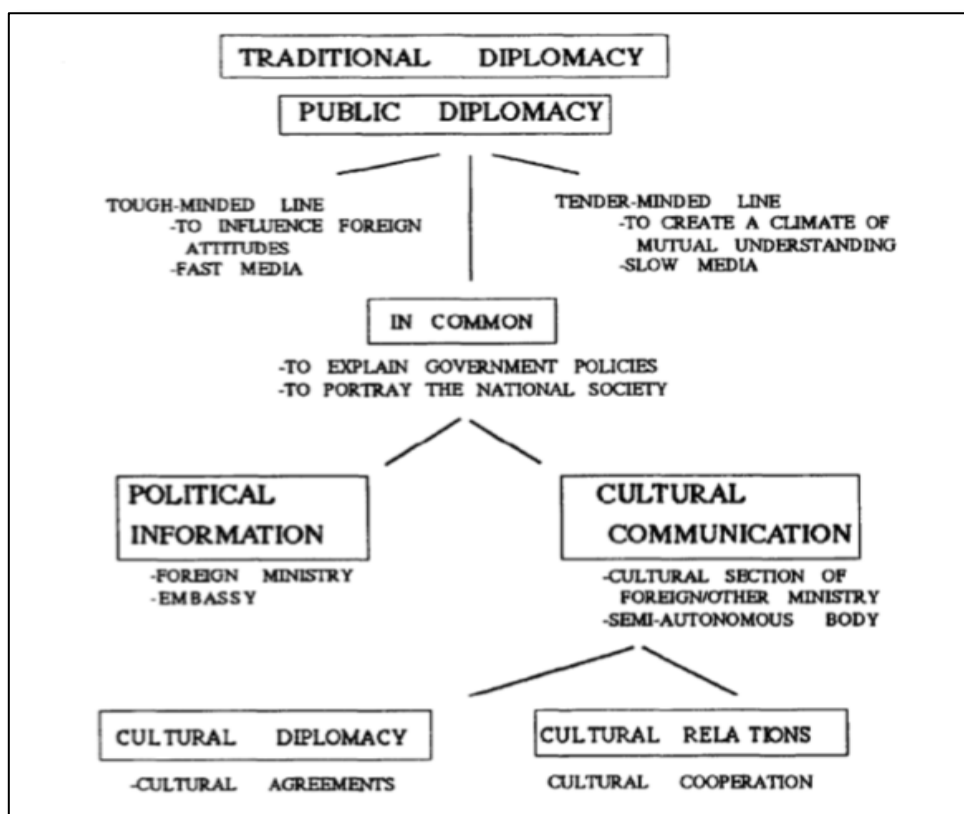 TRADITIONAL DIPLOMACY
PUBLIC DIPLOMACY
TOUGH-MINDED LINE
-TO INFLUENCE FOREIGN
ATTITUDES
-FAST MEDIA
TENDER-MINDED LINE
-TO CREATE A CLIMATE OF
MUTUAL UNDERSTANDING
-SLOW MEDIA
IN COMMON
-TO EXPLAIN GOVERNMENT POLICIES
-TO PORTRAY THE NATIONAL SOCIETY
POLITICAL
INFORMATION
-FOREIGN MINISTRY
-EMBASSY
CULTURAL
COMMUNICATION
-CULTURAL SECTION OF
FOREIGN/OTHER MINISTRY
-SEMI-AUTONOMOUS BODY
CULTURAL DIPLOMACY
-CULTURAL AGREEMENTS
CULTURAL RELATIONS
CULTURAL COOPERATION